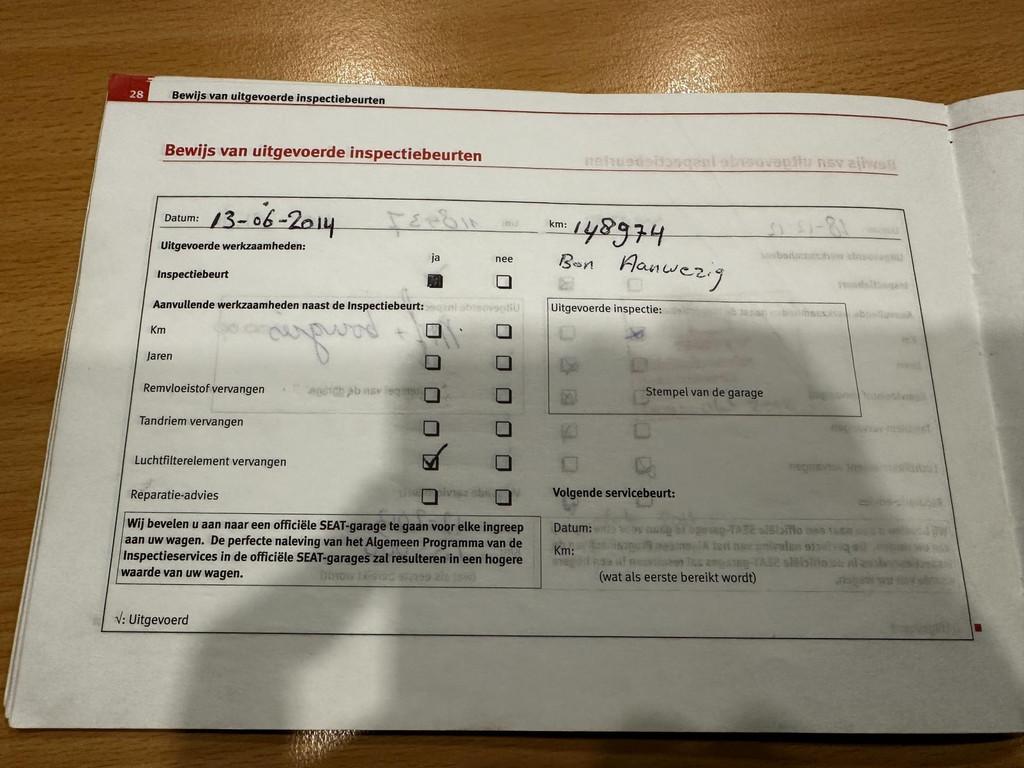 28 Bewijs van uitgevoerde inspectiebeurten
Bewijs van uitgevoerde inspectiebeurten
Datum: 13-06-2014 km: 148974
Uitgevoerde werkzaamheden:
ja nee Bon Aanwezig
Inspectiebeurt
Aanvullende werkzaamheden naast de Inspectiebeurt: Uitgevoerde inspectie:
Km
Jaren
Remvloeistof vervangen Stempel van de garage
Tandriem vervangen
Luchtfilterelement vervangen
Reparatie-advies Volgende servicebeurt:
Wij bevelen u aan naar een officiële SEAT-garage te gaan voor elke ingreep
aan uw wagen. De perfecte naleving van het Algemeen Programma van de
Inspectieservices in de officiële SEAT-garages zal resulteren in een hogere
waarde van uw wagen.
Datum:
Km:
(wat als eerste bereikt wordt)
√: Uitgevoerd